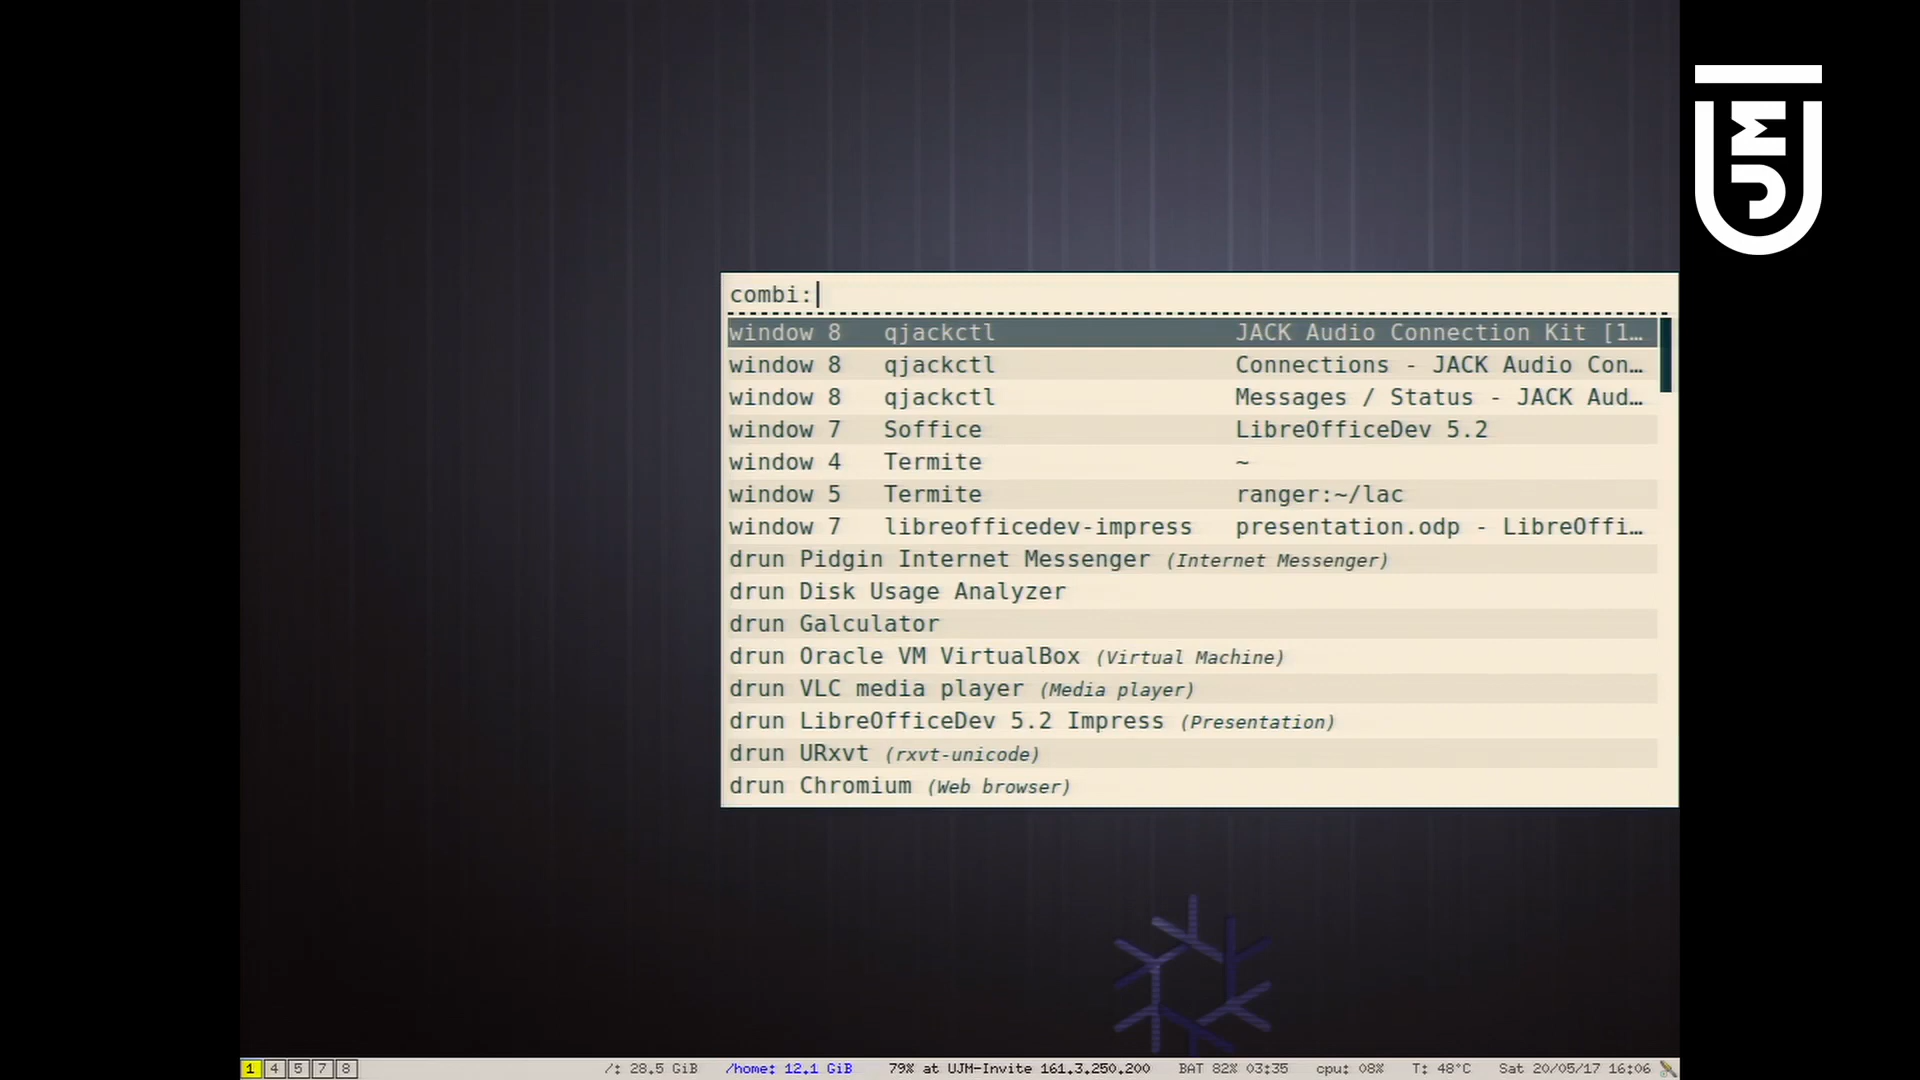 UJM
combi:
window 8 qjackctl JACK Audio Connection Kit [1…
window 8 qjackctl Connections - JACK Audio Con…
window 8 qjackctl Messages / Status - JACK Aud…
window 7 Soffice LibreOfficeDev 5.2
window 4 Termite ~
window 5 Termite ranger:~/lac
window 7 libreofficedev-impress presentation.odp - LibreOffi…
drun Pidgin Internet Messenger (Internet Messenger)
drun Disk Usage Analyzer
drun Galculator
drun Oracle VM VirtualBox (Virtual Machine)
drun VLC media player (Media player)
drun LibreOfficeDev 5.2 Impress (Presentation)
drun URxvt (rxvt-unicode)
drun Chromium (Web browser)
1 4 5 7 8 /: 28.5 GiB /home: 12.1 GiB 79% at UJM-Invite 161.3.250.200 BAT 82% 03:35 cpu: 08% T: 48°C Sat 20/05/17 16:06